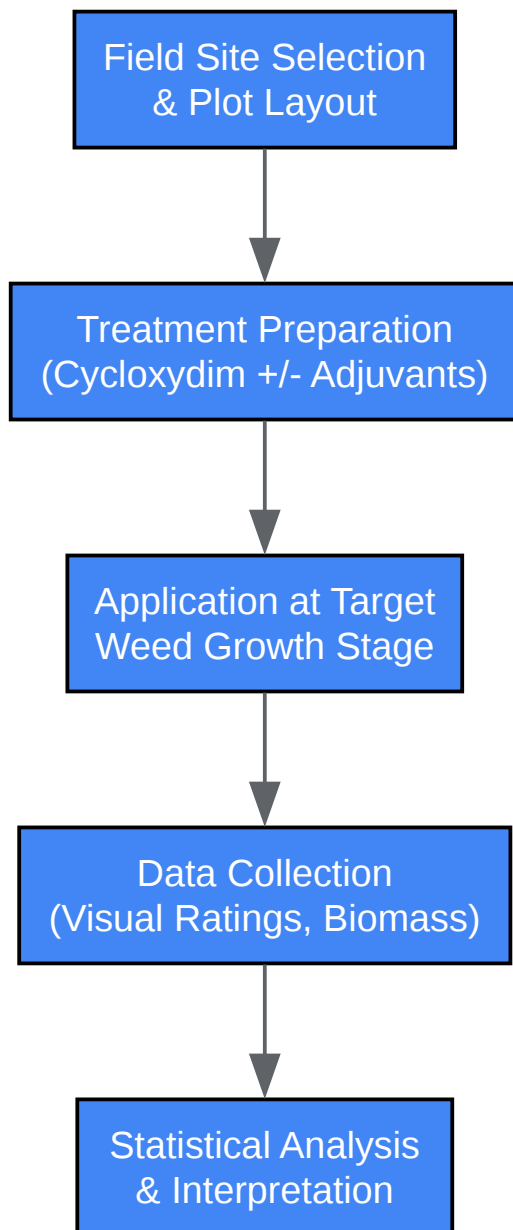 Field Site Selection
& Plot Layout
Treatment Preparation
(Cycloxydim +/- Adjuvants)
Application at Target
Weed Growth Stage
Data Collection
(Visual Ratings, Biomass)
Statistical Analysis
& Interpretation